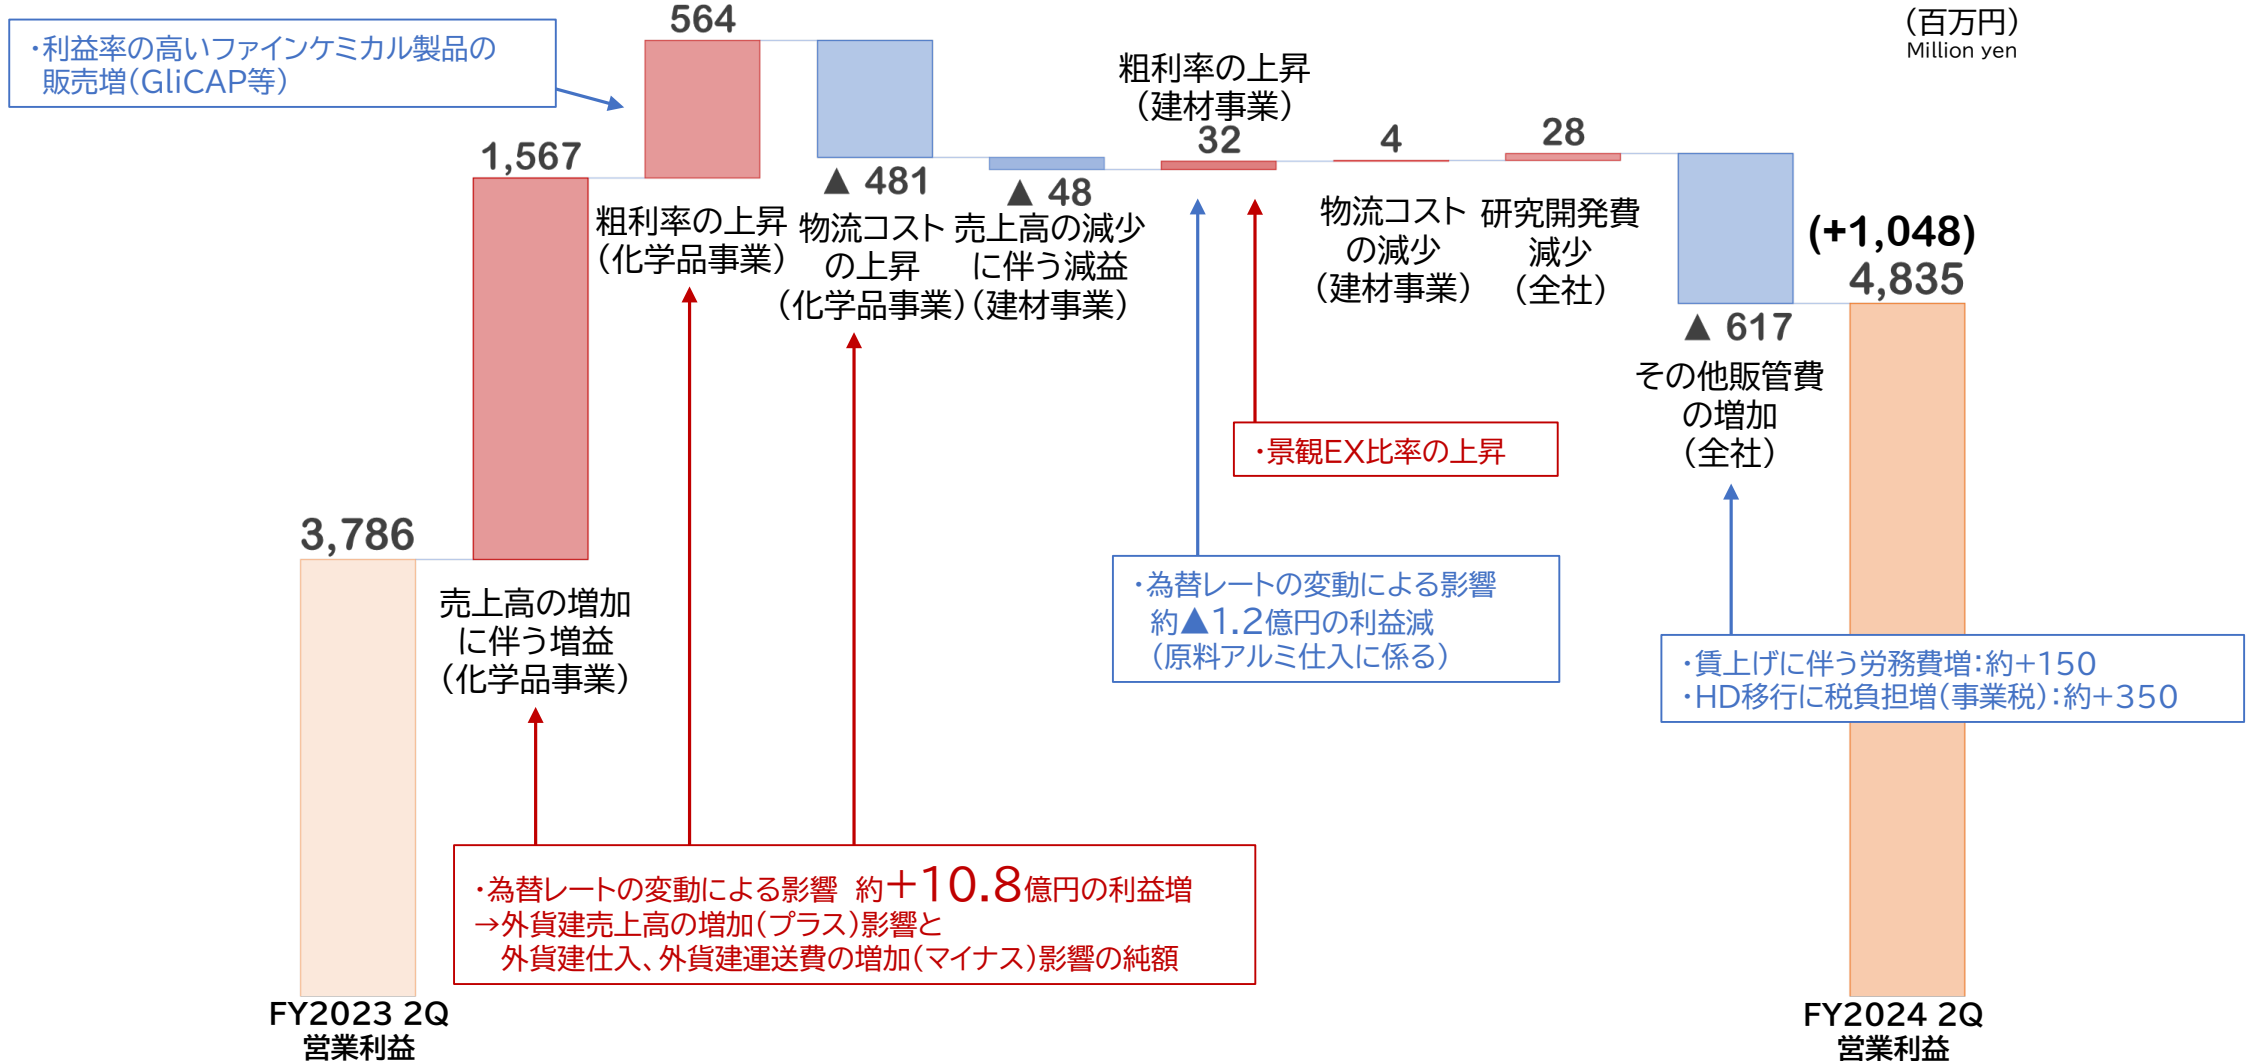 （百万円）
Million yen
・利益率の高いファインケミカル製品の
販売増（GliCAP等）
564
1,567
粗利率の上昇
（化学品事業）
▲ 481
物流コスト
の上昇
（化学品事業）
▲ 48
売上高の減少
に伴う減益
（建材事業）
粗利率の上昇
（建材事業）
32
4
物流コスト
の減少
（建材事業）
28
研究開発費
減少
（全社）
▲ 617
その他販管費
の増加
（全社）
(+1,048)
4,835
3,786
売上高の増加
に伴う増益
（化学品事業）
・景観EX比率の上昇
・為替レートの変動による影響
約▲1.2億円の利益減
（原料アルミ仕入に係る）
・賃上げに伴う労務費増：約+150
・HD移行に税負担増（事業税）：約+350
・為替レートの変動による影響 約+10.8億円の利益増
→外貨建売上高の増加（プラス）影響と
外貨建仕入、外貨建運送費の増加（マイナス）影響の純額
FY2023 2Q
営業利益
FY2024 2Q
営業利益